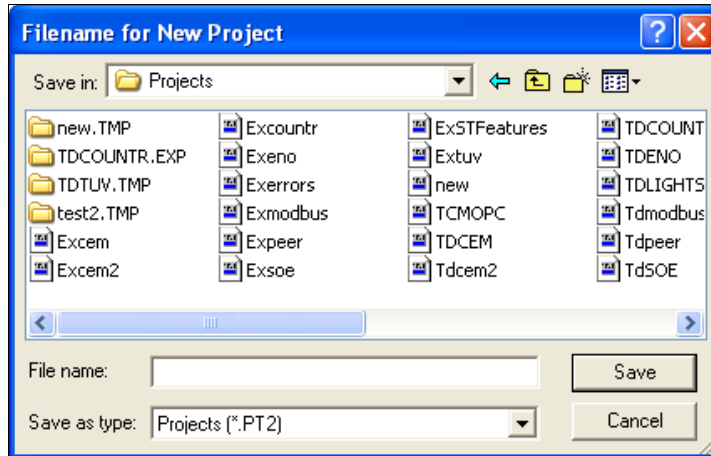 Filename for New Project
Save in: Projects
new.TMP Excountr ExSTFeatures TDCOUNT
TDCOUNTR.EXP Exeno Extuv TDENO
TDTUV.TMP Exerrors new TDLIGHTS
test2.TMP Exmodbus TCMOPC Tdmodbus
Excem Expeer TDCEM Tdpeer
Excem2 Exsoe Tdcem2 TdSOE
File name: Save
Save as type: Projects (*.PT2) Cancel